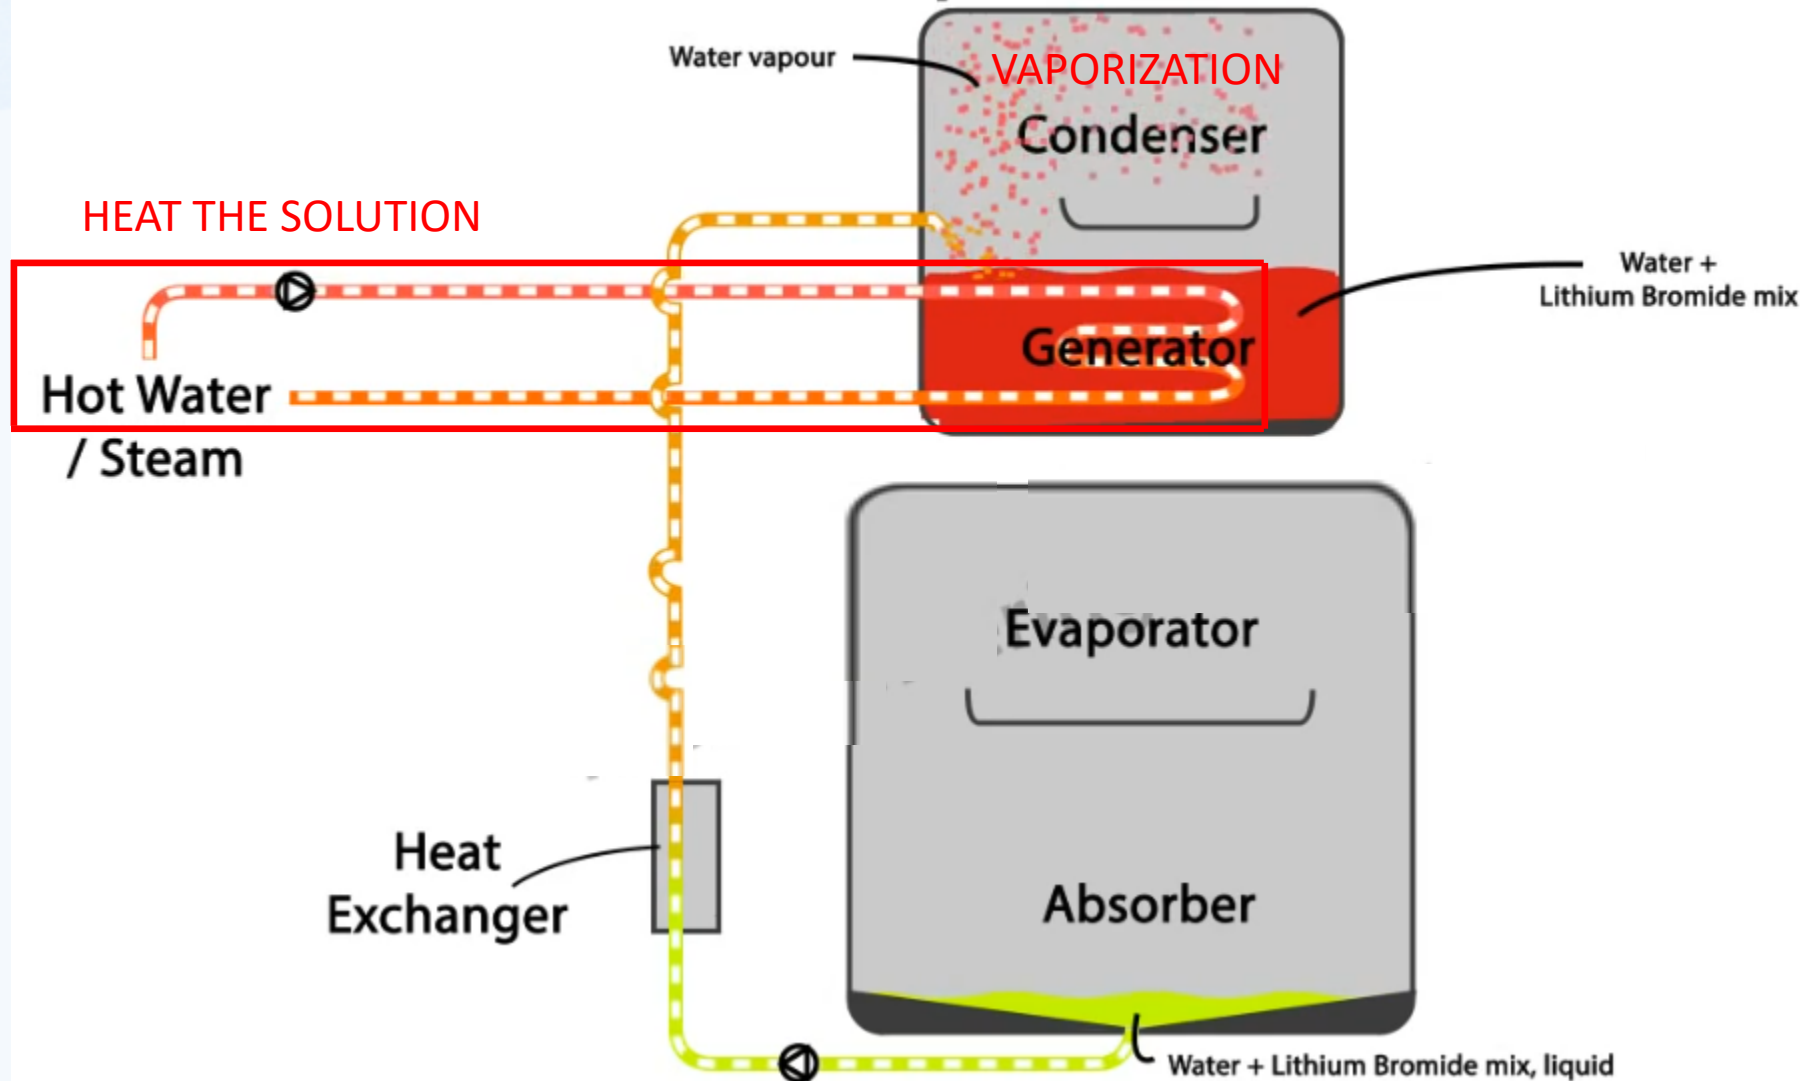 Water vapour
VAPORIZATION
Condenser
HEAT THE SOLUTION
Water +
Lithium Bromide mix
Generator
Hot Water
/ Steam
Evaporator
Heat
Exchanger
Absorber
Water + Lithium Bromide mix, liquid